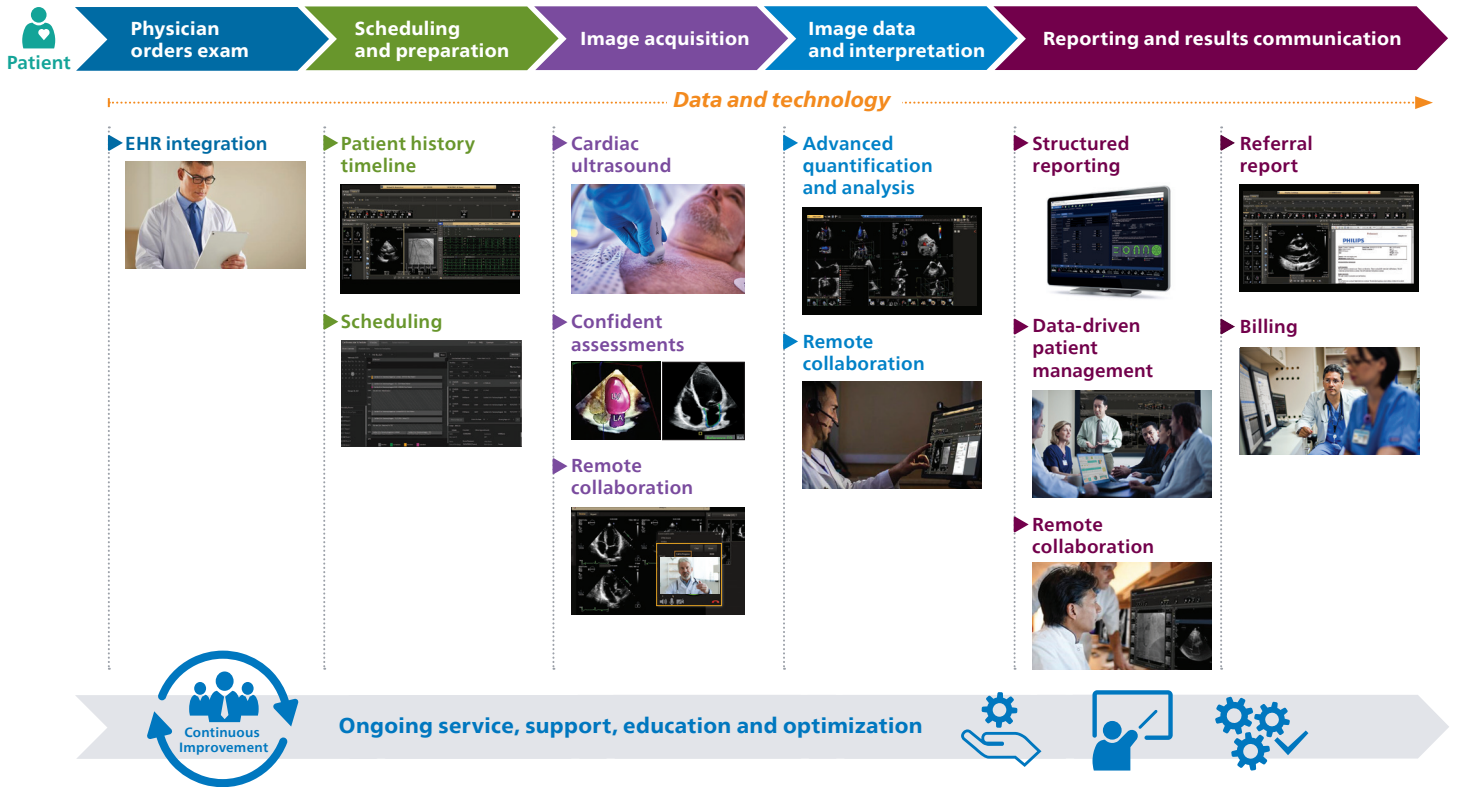 Patient
Physician
orders exam
Scheduling
and preparation
Image acquisition
Image data
and interpretation
Reporting and results communication
Data and technology
EHR integration
Patient history
timeline
Scheduling
Cardiac
ultrasound
Confident
assessments
LV
LA
Remote
collaboration
Advanced
quantification
and analysis
Remote
collaboration
Structured
reporting
Data-driven
patient
management
Remote
collaboration
Referral
report
PHILIPS
Billing
Continuous
Improvement
Ongoing service, support, education and optimization